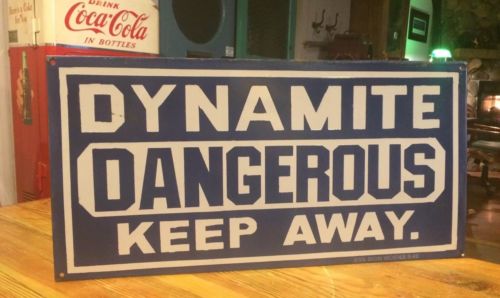 DRINK
Coca-Cola
IN BOTTLES
DYNAMITE
DANGEROUS
KEEP AWAY.